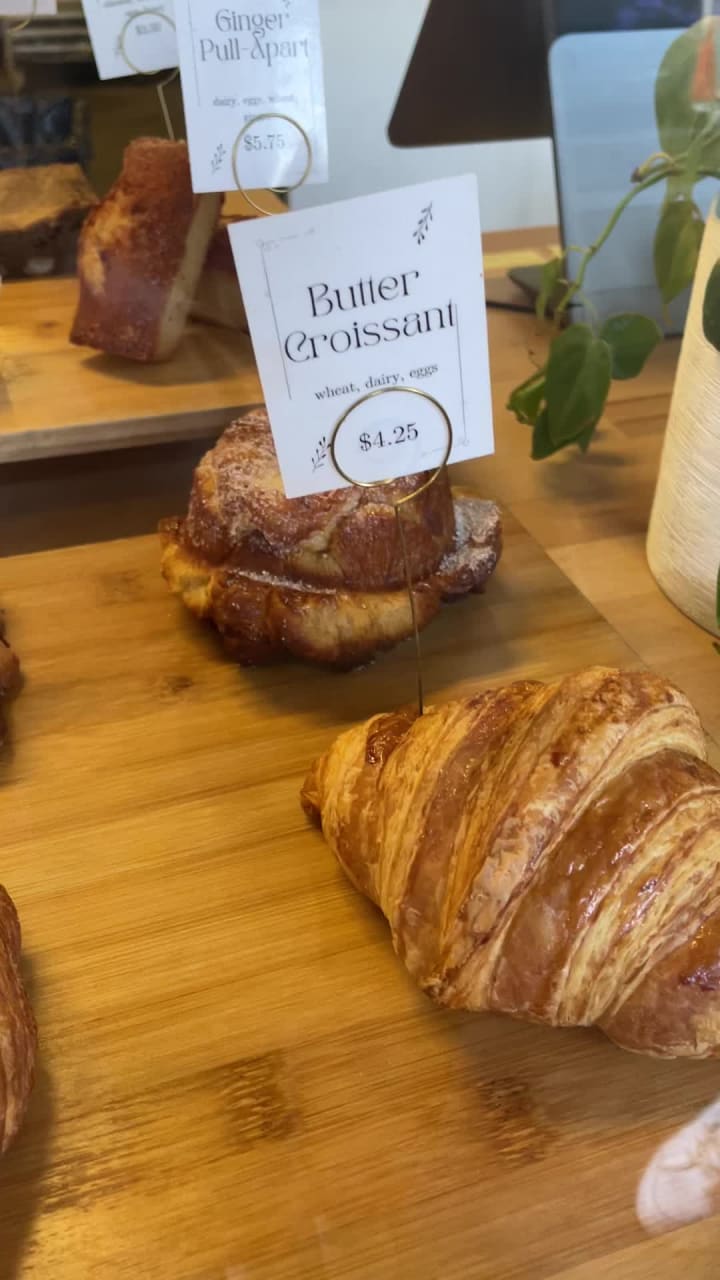 Ginger
Pull-Apart
dairy, eggs, wheat,
$5.75
Butter
Croissant
wheat, dairy, eggs
$4.25